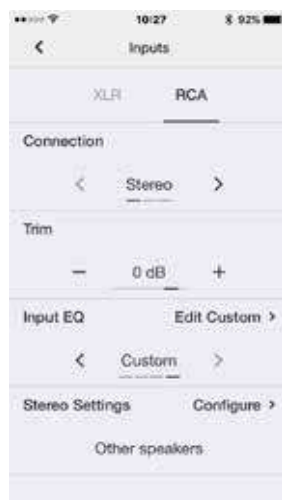 10:27 92%
Inputs
XLR RCA
Connection
Stereo
Trim
− 0 dB +
Input EQ Edit Custom >
< Custom >
Stereo Settings Configure >
Other speakers